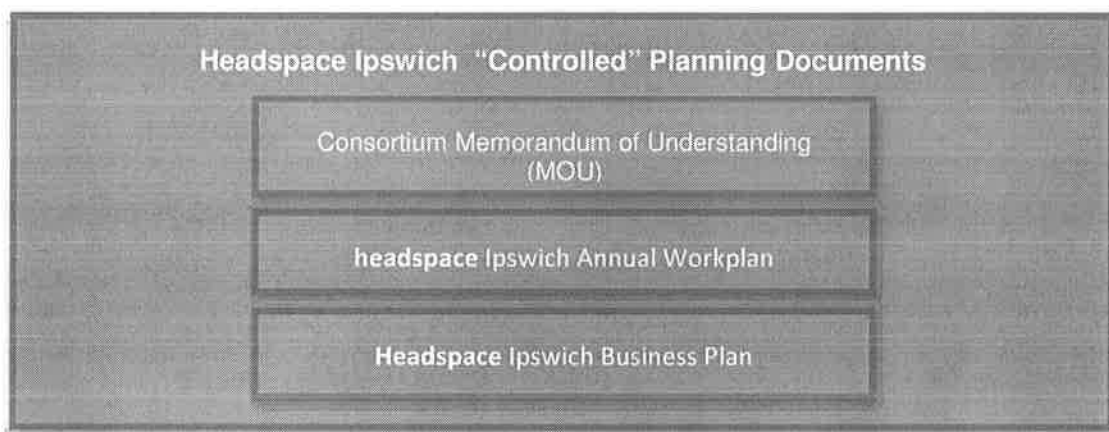 Headspace Ipswich “Controlled” Planning Documents
Consortium Memorandum of Understanding
(MOU)
headspace Ipswich Annual Workplan
Headspace Ipswich Business Plan